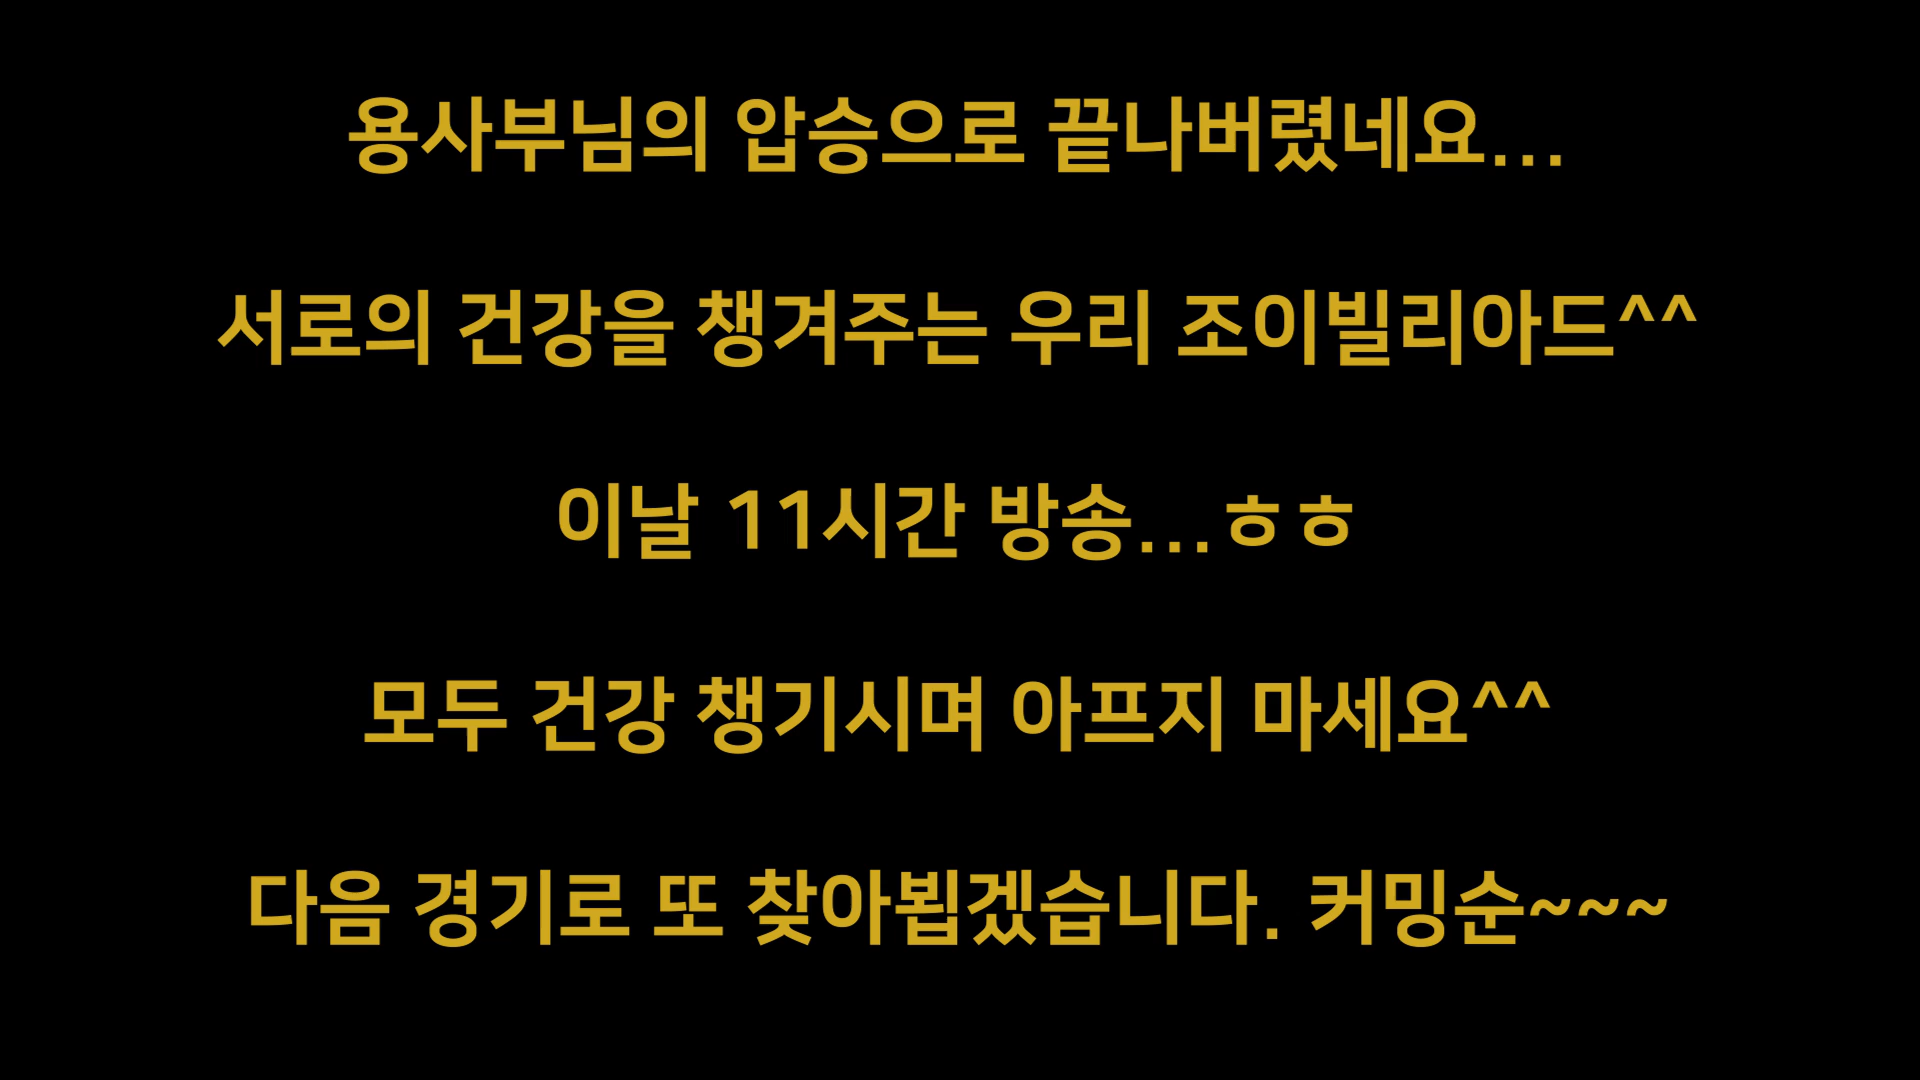 용사부님의 압승으로 끝나버렸네요...
서로의 건강을 챙겨주는 우리 조이빌리아드^^
이날 11시간 방송...ㅎㅎ
모두 건강 챙기시며 아프지 마세요^^
다음 경기로 또 찾아뵙겠습니다. 커밍순~~~